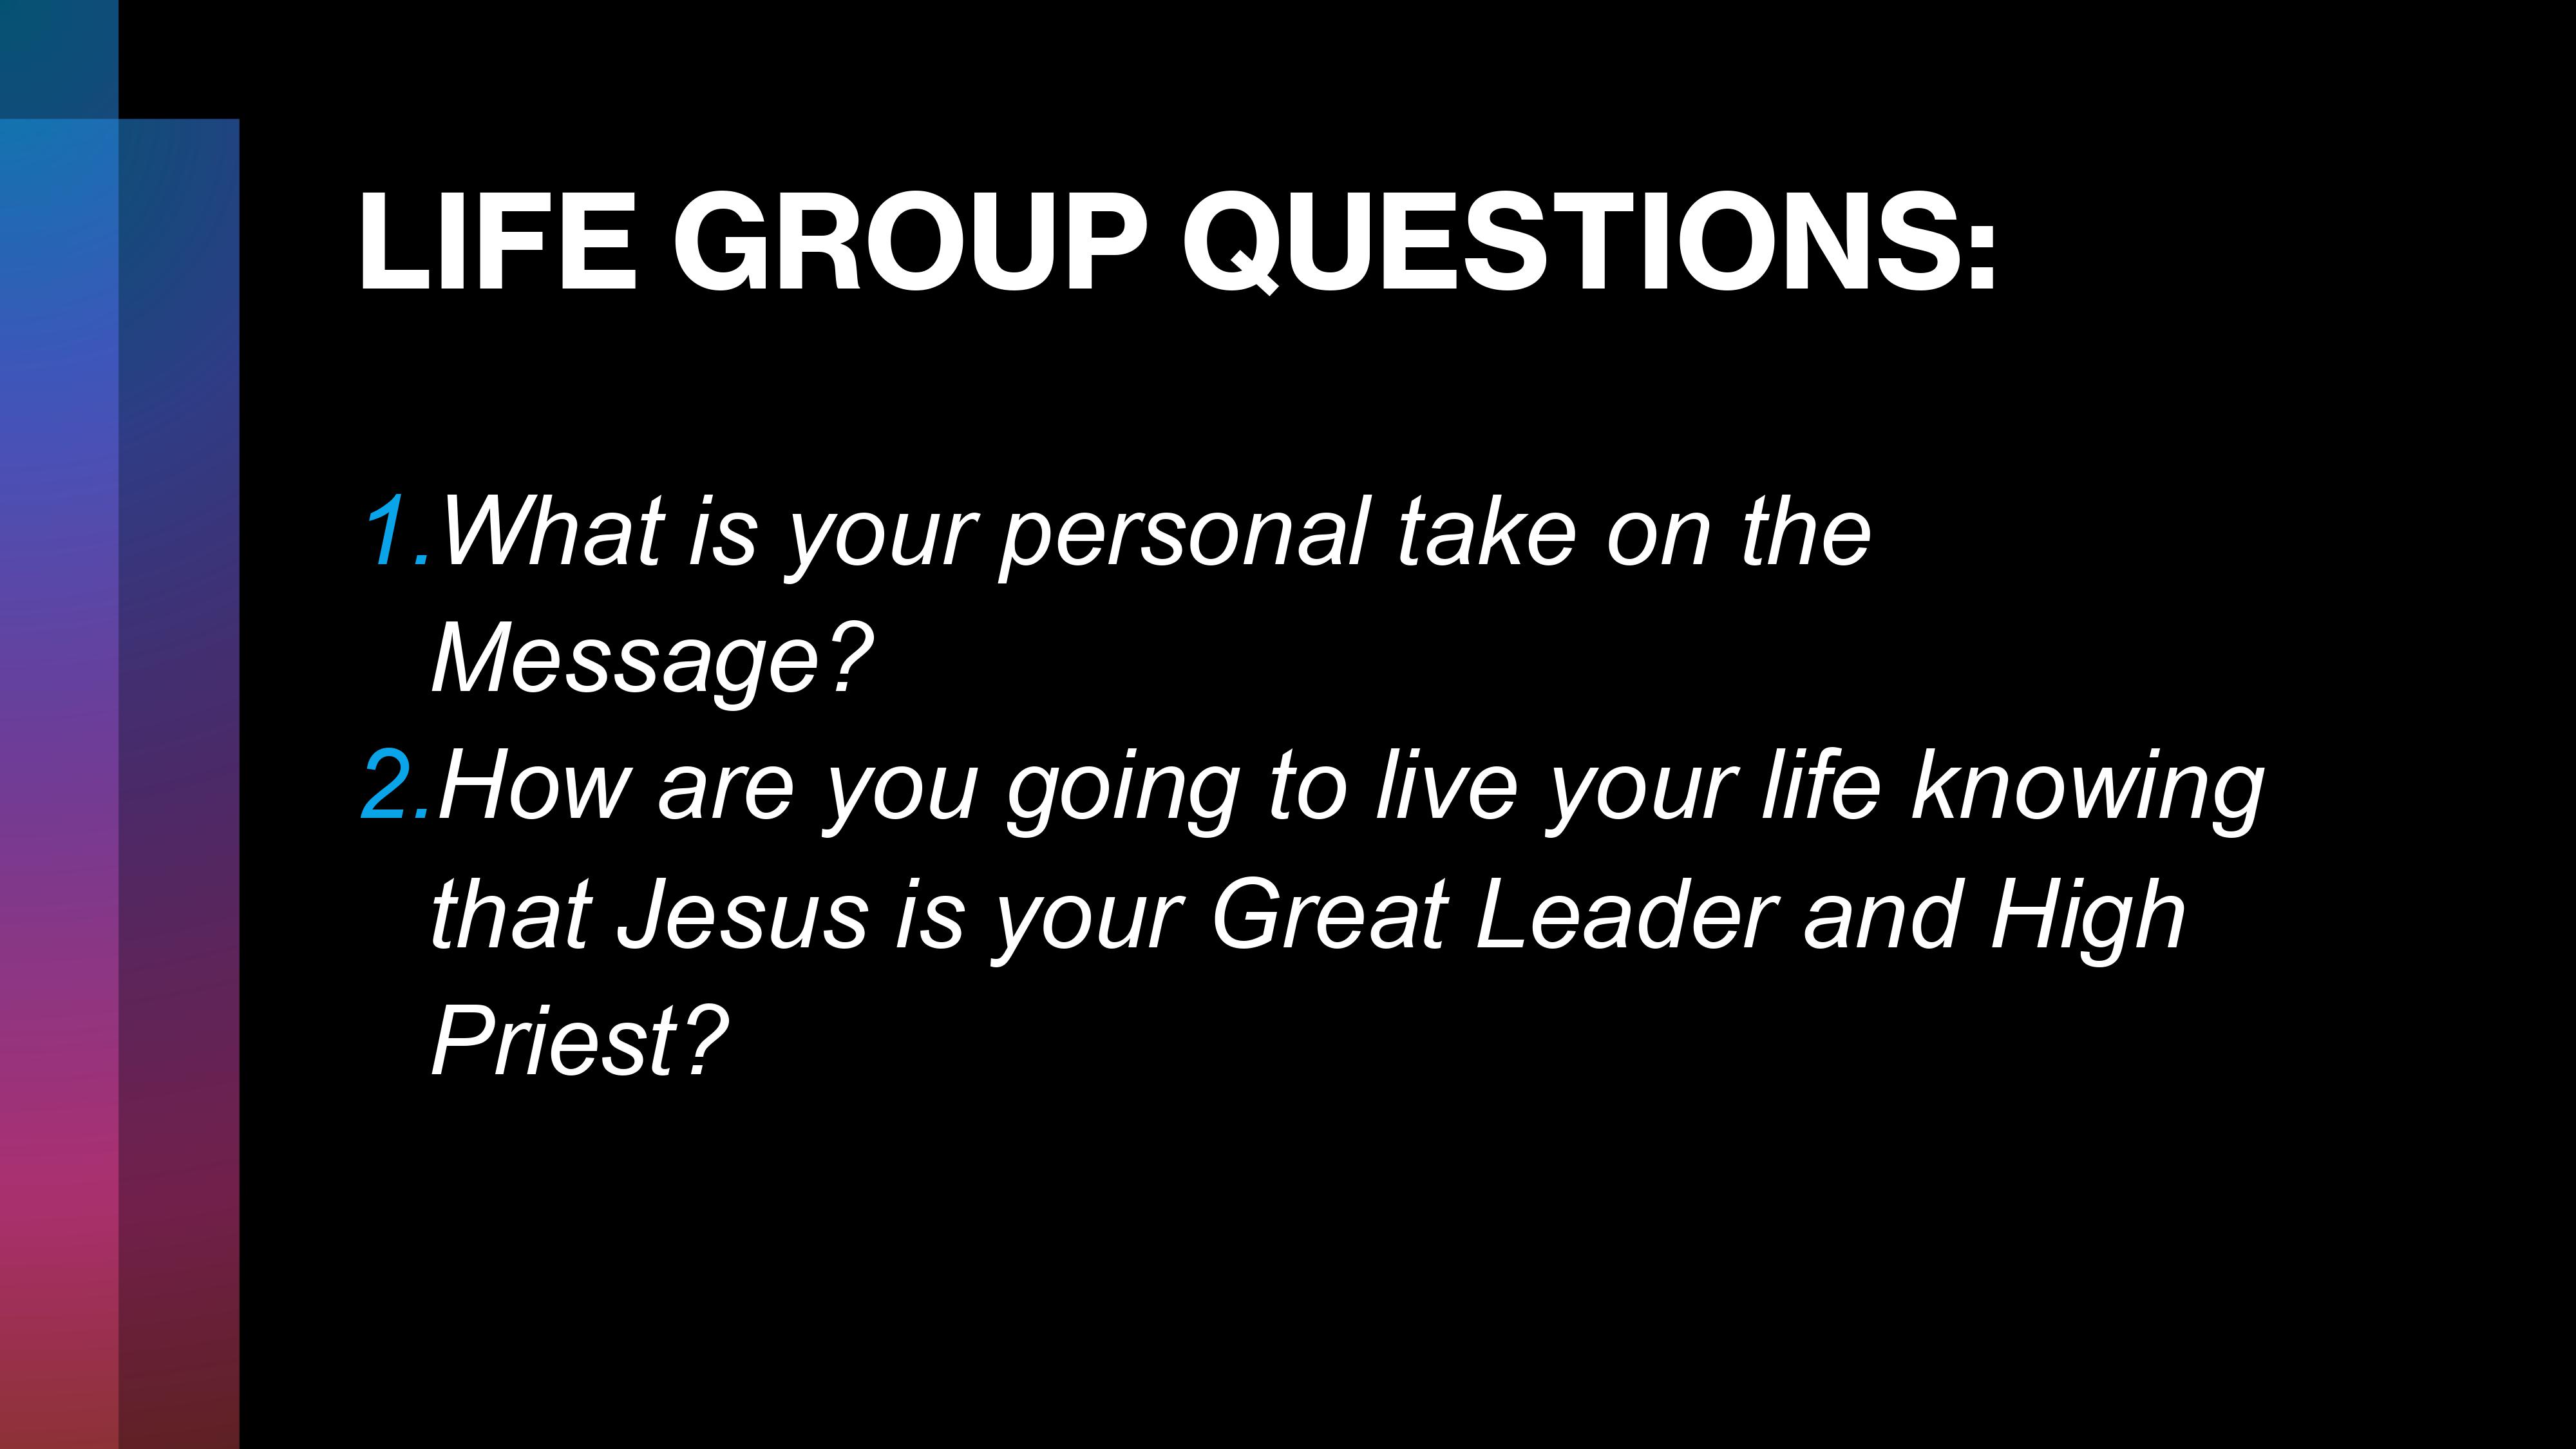 LIFE GROUP QUESTIONS:
1.What is your personal take on the
Message?
2.How are you going to live your life knowing
that Jesus is your Great Leader and High
Priest?